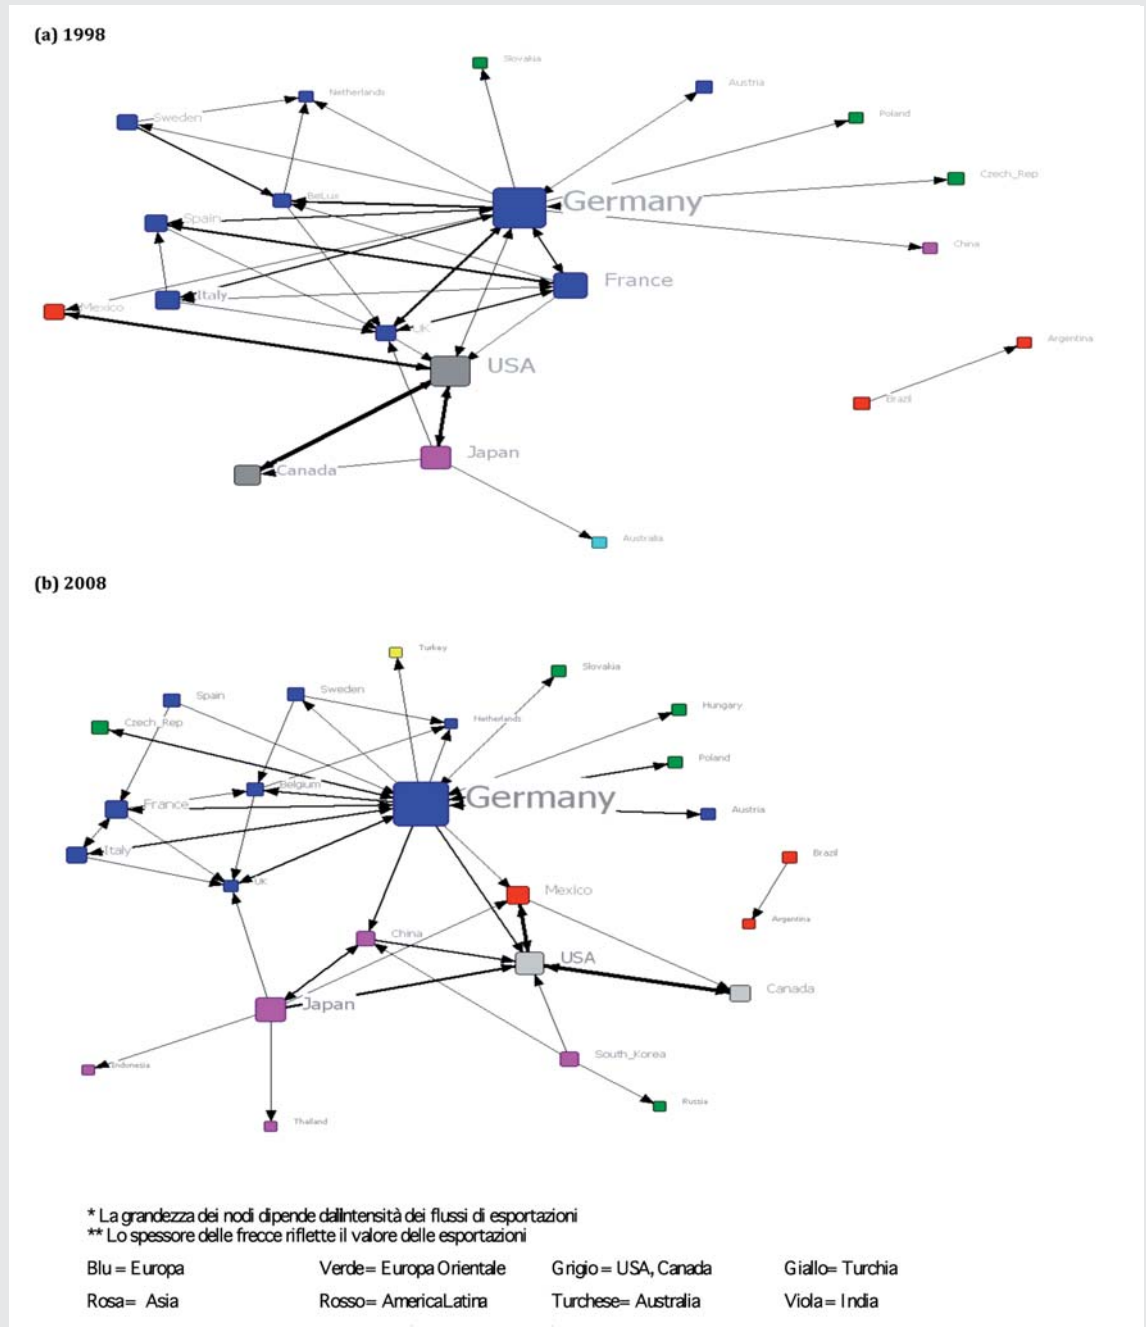 (a) 1998
Slovakia
Austria
Netherlands
Poland
Sweden
Czech_Rep
BeLux
Germany
Spain
China
France
Italy
Mexico
UK
Argentina
USA
Brazil
Japan
Canada
Australia
(b) 2008
Turkey
Slovakia
Spain
Sweden
Hungary
Czech_Rep
Netherlands
Poland
Belgium
Germany
France
Austria
Italy
Brazil
UK
Mexico
Argentina
China
USA
Canada
Japan
South_Korea
Indonesia
Russia
Thailand
* La grandezza dei nodi dipende dall'intensità dei flussi di esportazioni
** Lo spessore delle frecce riflette il valore delle esportazioni
Blu = Europa Verde= Europa Orientale Grigio = USA, Canada Giallo= Turchia
Rosa= Asia Rosso= AmericaLatina Turchese= Australia Viola= India